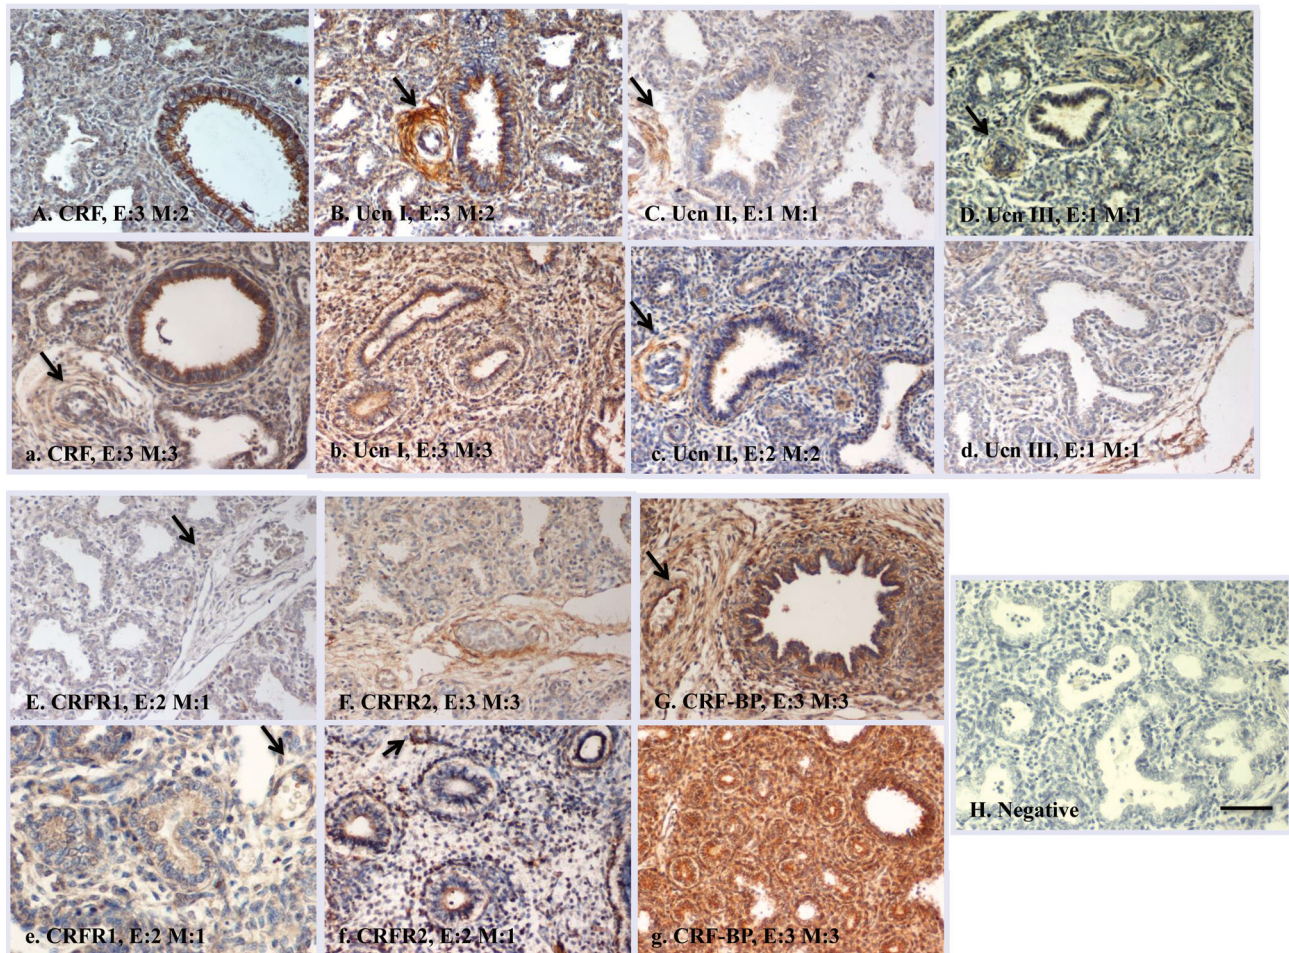 A. CRF, E:3 M:2
B. Ucn I, E:3 M:2
C. Ucn II, E:1 M:1
D. Ucn III, E:1 M:1
a. CRF, E:3 M:3
b. Ucn I, E:3 M:3
c. Ucn II, E:2 M:2
d. Ucn III, E:1 M:1
E. CRFR1, E:2 M:1
F. CRFR2, E:3 M:3
G. CRF-BP, E:3 M:3
H. Negative
e. CRFR1, E:2 M:1
f. CRFR2, E:2 M:1
g. CRF-BP, E:3 M:3